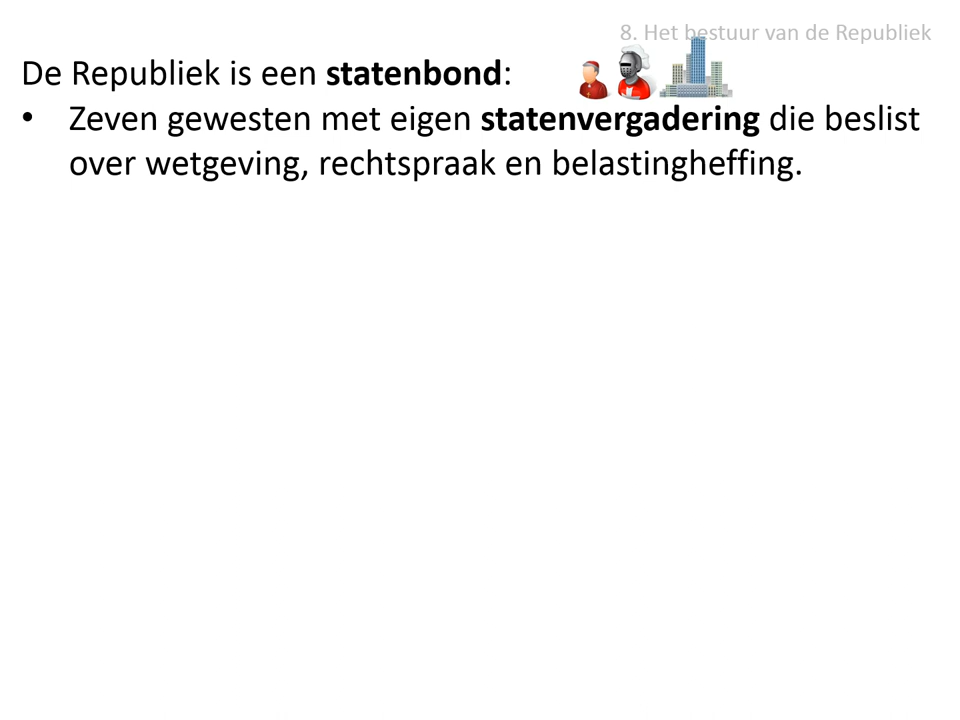 8. Het bestuur van de Republiek
De Republiek is een statenbond:
• Zeven gewesten met eigen statenvergadering die beslist
over wetgeving, rechtspraak en belastingheffing.